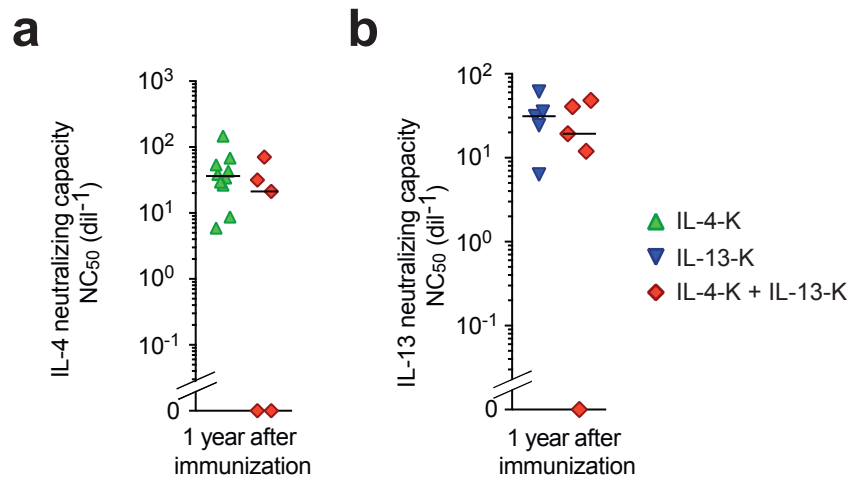 a
IL-4 neutralizing capacity
NC50 (dil-1)
103
102
101
100
10-1
0
1 year after
immunization
b
IL-13 neutralizing capacity
NC50 (dil-1)
102
101
100
10-1
0
1 year after
immunization
IL-4-K
IL-13-K
IL-4-K + IL-13-K